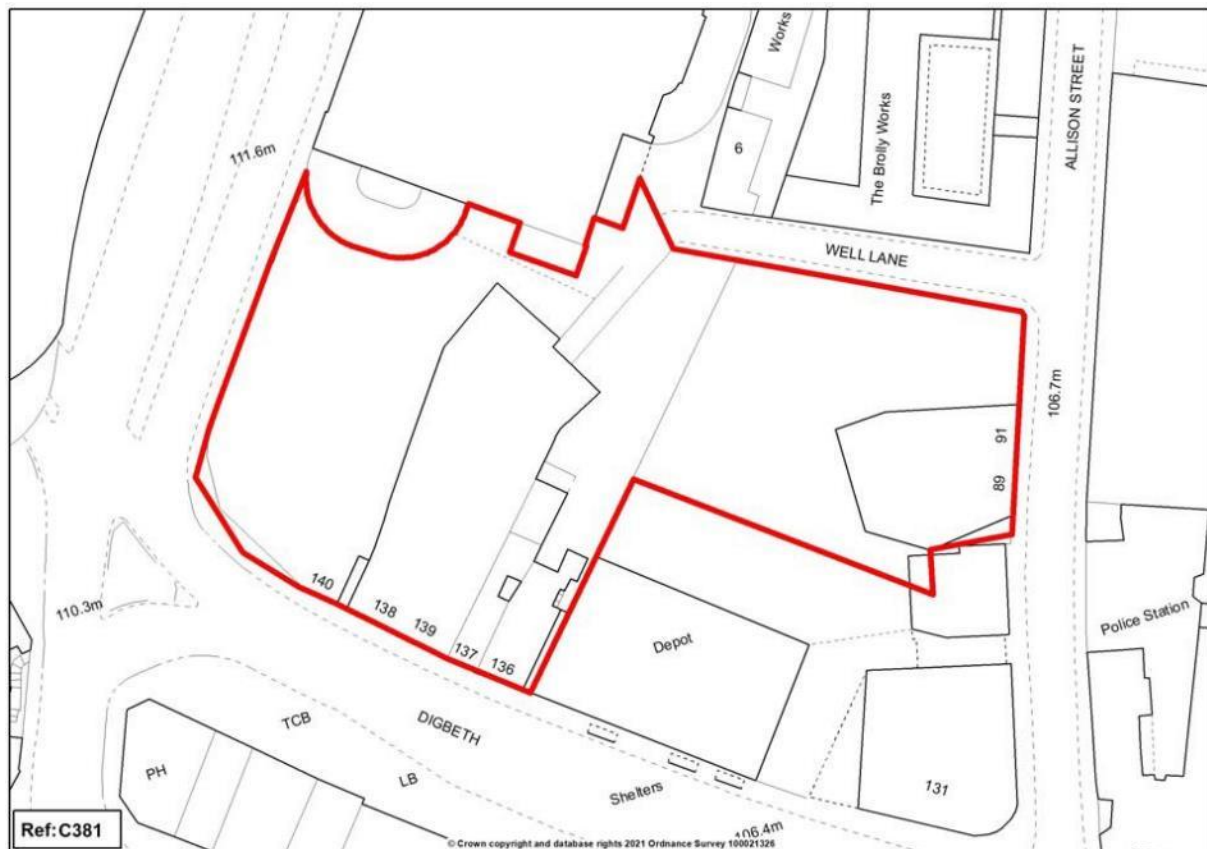 Works
ALLISON STREET
111.6m
6
The Brolly Works
WELL LANE
106.7m
91
89
110.3m
140
138
139
137
136
Depot
Police Station
TCB
DIGBETH
PH
LB
Shelters
131
106.4m
Ref:C381
© Crown copyright and database rights 2021 Ordnance Survey 100021326